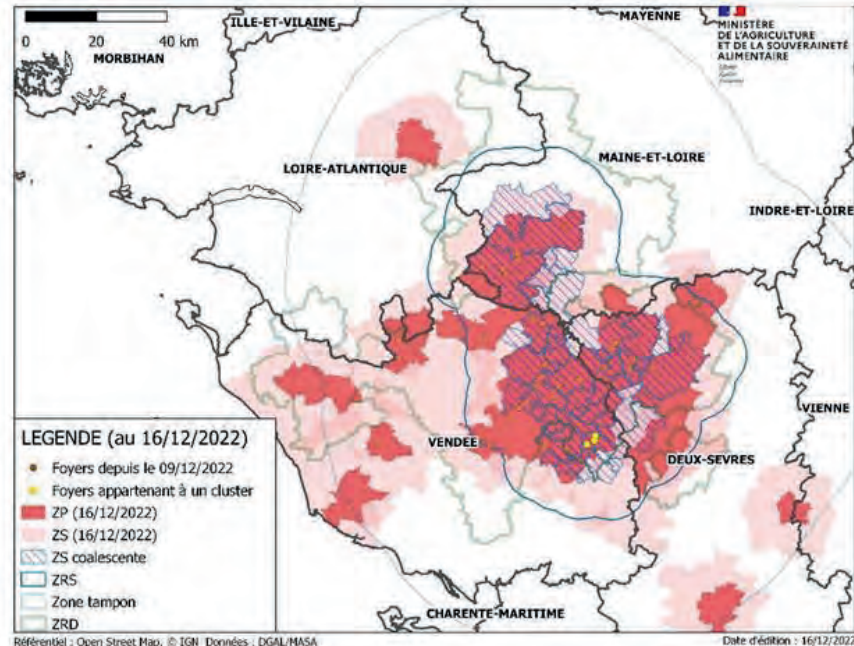 0 20 40 km
ILLE-ET-VILAINE
MAYENNE
MINISTÈRE
DE L'AGRICULTURE
ET DE LA SOUVERAINETÉ
ALIMENTAIRE
MORBIHAN
LOIRE-ATLANTIQUE
MAINE-ET-LOIRE
INDRE-ET-LOIRE
VIENNE
VENDEE
DEUX-SEVRES
CHARENTE-MARITIME
LEGENDE (au 16/12/2022)
Foyers depuis le 09/12/2022
Foyers appartenant à un cluster
ZP (16/12/2022)
ZS (16/12/2022)
ZS coalescente
ZRS
Zone tampon
ZRD
Référentiel : Open Street Map, © IGN Données : DGAL/MASA
Date d'édition : 16/12/2022